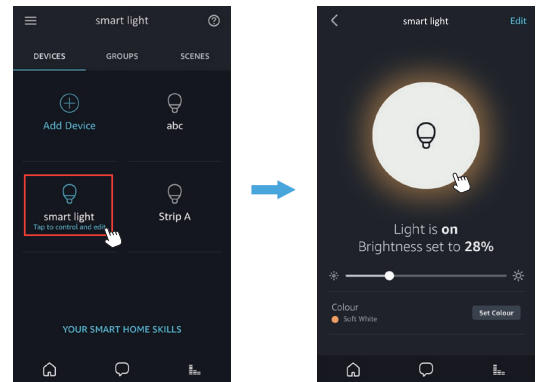 smart light
DEVICES GROUPS SCENES
Add Device
abc
smart light
Tap to control and edit
Strip A
YOUR SMART HOME SKILLS
smart light
Edit
Light is on
Brightness set to 28%
Colour
Soft White
Set Colour